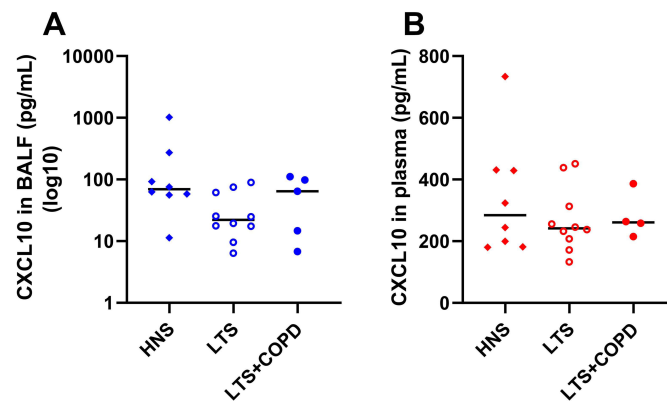 A
CXCL10 in BALF (pg/mL)
(log10)
10000
1000
100
10
1
HNS
LTS
LTS+COPD
B
CXCL10 in plasma (pg/mL)
800
600
400
200
0
HNS
LTS
LTS+COPD